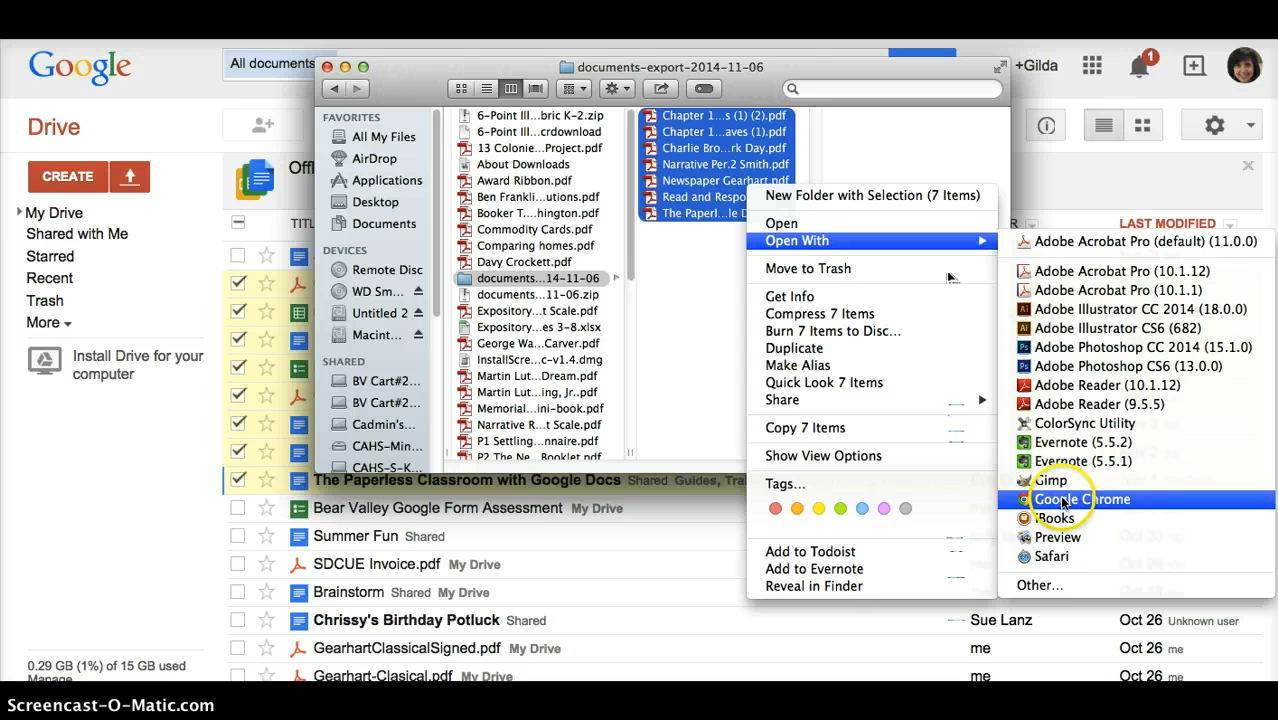 Google
All documents
documents-export-2014-11-06
+Gilda
1
Drive
CREATE
My Drive
Shared with Me
Starred
Recent
Trash
More
Install Drive for your
computer
0.29 GB (1%) of 15 GB used
Manage
FAVORITES
All My Files
AirDrop
Applications
Desktop
Documents
DEVICES
Remote Disc
WD Sm...
Untitled 2
Macint...
SHARED
BV Cart#2...
BV Cart#2...
Cadmin's...
CAHS-Min...
CAHS-S-K...
6-Point Ill...bric K-2.zip
6-Point Ill...crdownload
13 Colonie...Project.pdf
About Downloads
Award Ribbon.pdf
Ben Frankli...
Booker T....hington.pdf
Commodity Cards.pdf
Comparing homes.pdf
Davy Crockett.pdf
documents...14-11-06
documents...11-06.zip
Expository...t Scale.pdf
Expository...es 3-8.xlsx
George Wa...Carver.pdf
InstallScre...c-v1.4.dmg
Martin Lut...Dream.pdf
Martin Lut...ing, Jr..pdf
Memorial...ini-book.pdf
Narrative R...t Scale.pdf
P1 Settling...nnaire.pdf
P2 The Ne...Booklet.pdf
Chapter 1...s (1) (2).pdf
Chapter 1...aves (1).pdf
Charlie Bro...rk Day.pdf
Narrative Per.2 Smith.pdf
Newspaper Gearhart.pdf
Read and Respo
The Paperl...le D
New Folder with Selection (7 Items)
Open
Open With
Move to Trash
Get Info
Compress 7 Items
Burn 7 Items to Disc...
Duplicate
Make Alias
Quick Look 7 Items
Share
Copy 7 Items
Show View Options
Tags...
Add to Todoist
Add to Evernote
Reveal in Finder
Adobe Acrobat Pro (default) (11.0.0)
Adobe Acrobat Pro (10.1.12)
Adobe Acrobat Pro (10.1.1)
Adobe Illustrator CC 2014 (18.0.0)
Adobe Illustrator CS6 (682)
Adobe Photoshop CC 2014 (15.1.0)
Adobe Photoshop CS6 (13.0.0)
Adobe Reader (10.1.12)
Adobe Reader (9.5.5)
ColorSync Utility
Evernote (5.5.2)
Evernote (5.5.1)
Gimp
Google Chrome
iBooks
Preview
Safari
Other...
Offl
TITL
LAST MODIFIED
The Paperless Classroom with Google Docs Shared Guides, Trai
Bear Valley Google Form Assessment My Drive
Summer Fun Shared
SDCUE Invoice.pdf My Drive
Brainstorm Shared My Drive
Chrissy's Birthday Potluck Shared Sue Lanz Oct 26 Unknown user
GearhartClassicalSigned.pdf My Drive me Oct 26 me
Gearhart-Clasical.pdf My Drive me Oct 26 me
Screencast-O-Matic.com